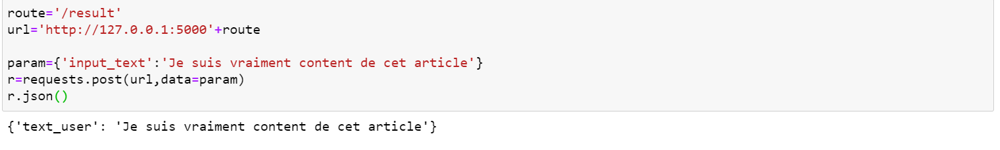 route='/result'
url='http://127.0.0.1:5000'+route
param={'input_text':'Je suis vraiment content de cet article'}
r=requests.post(url,data=param)
r.json()
{'text_user': 'Je suis vraiment content de cet article'}